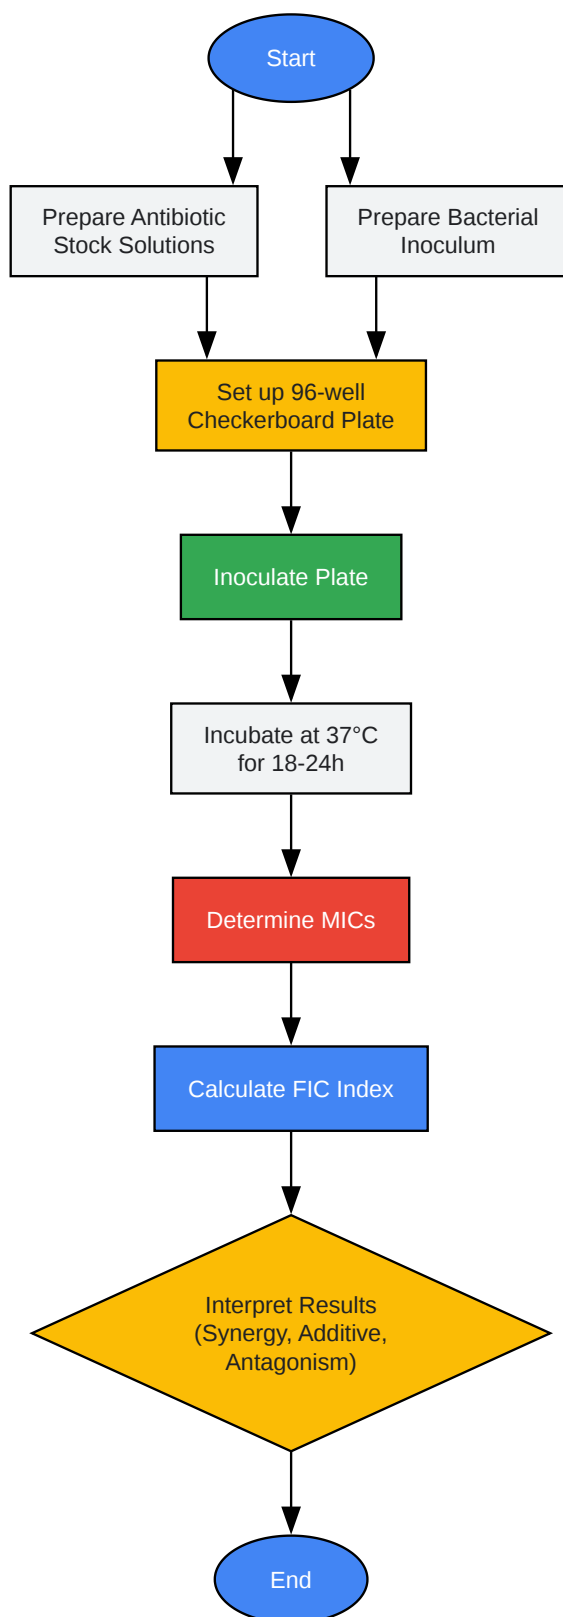 Start
Prepare Antibiotic
Stock Solutions
Prepare Bacterial
Inoculum
Set up 96-well
Checkerboard Plate
Inoculate Plate
Incubate at 37°C
for 18-24h
Determine MICs
Calculate FIC Index
Interpret Results
(Synergy, Additive,
Antagonism)
End